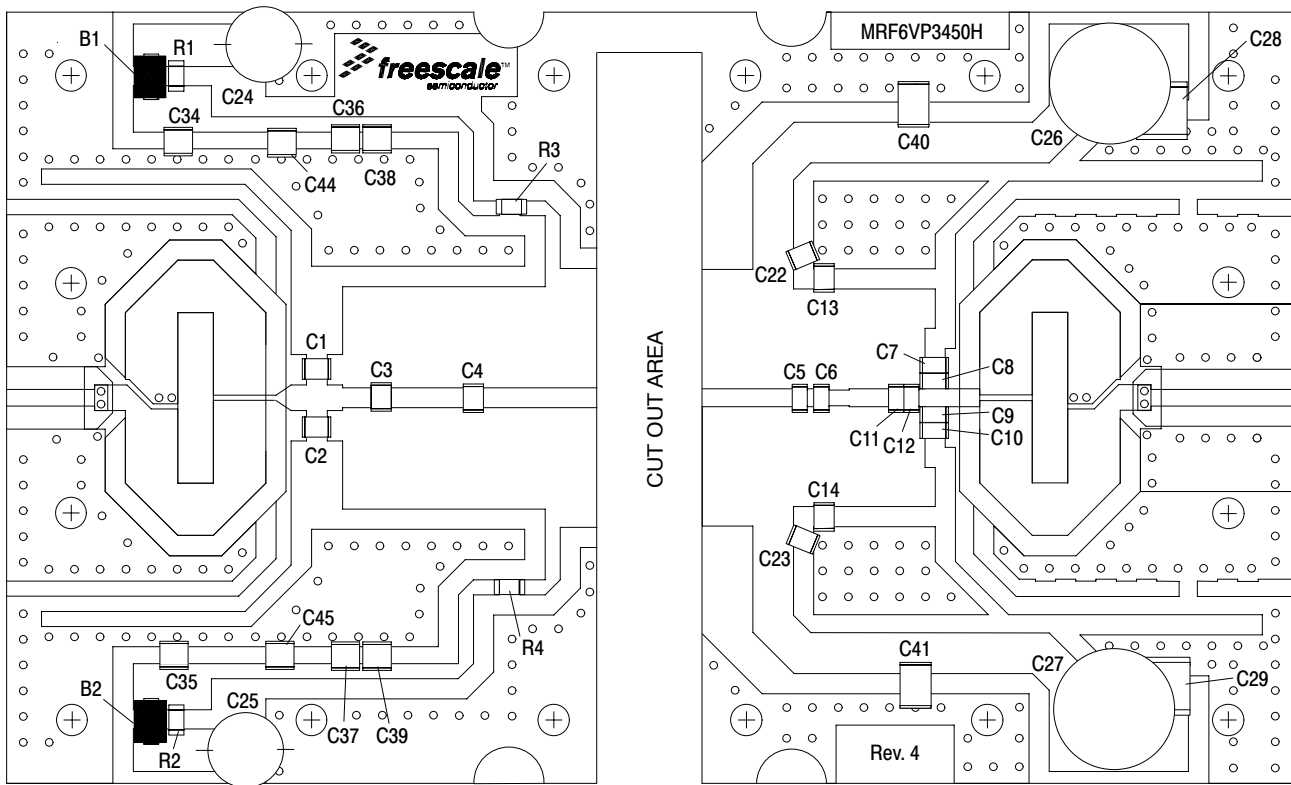 B1
R1
C24
freescale™
semiconductor
MRF6VP3450H
C28
C34
C36
C44
C38
R3
C40
C26
C22
C13
C1
C3
C4
C2
CUT OUT AREA
C5
C6
C7
C8
C9
C10
C11
C12
C14
C23
C45
R4
C35
B2
C25
R2
C37
C39
C41
C27
C29
Rev. 4